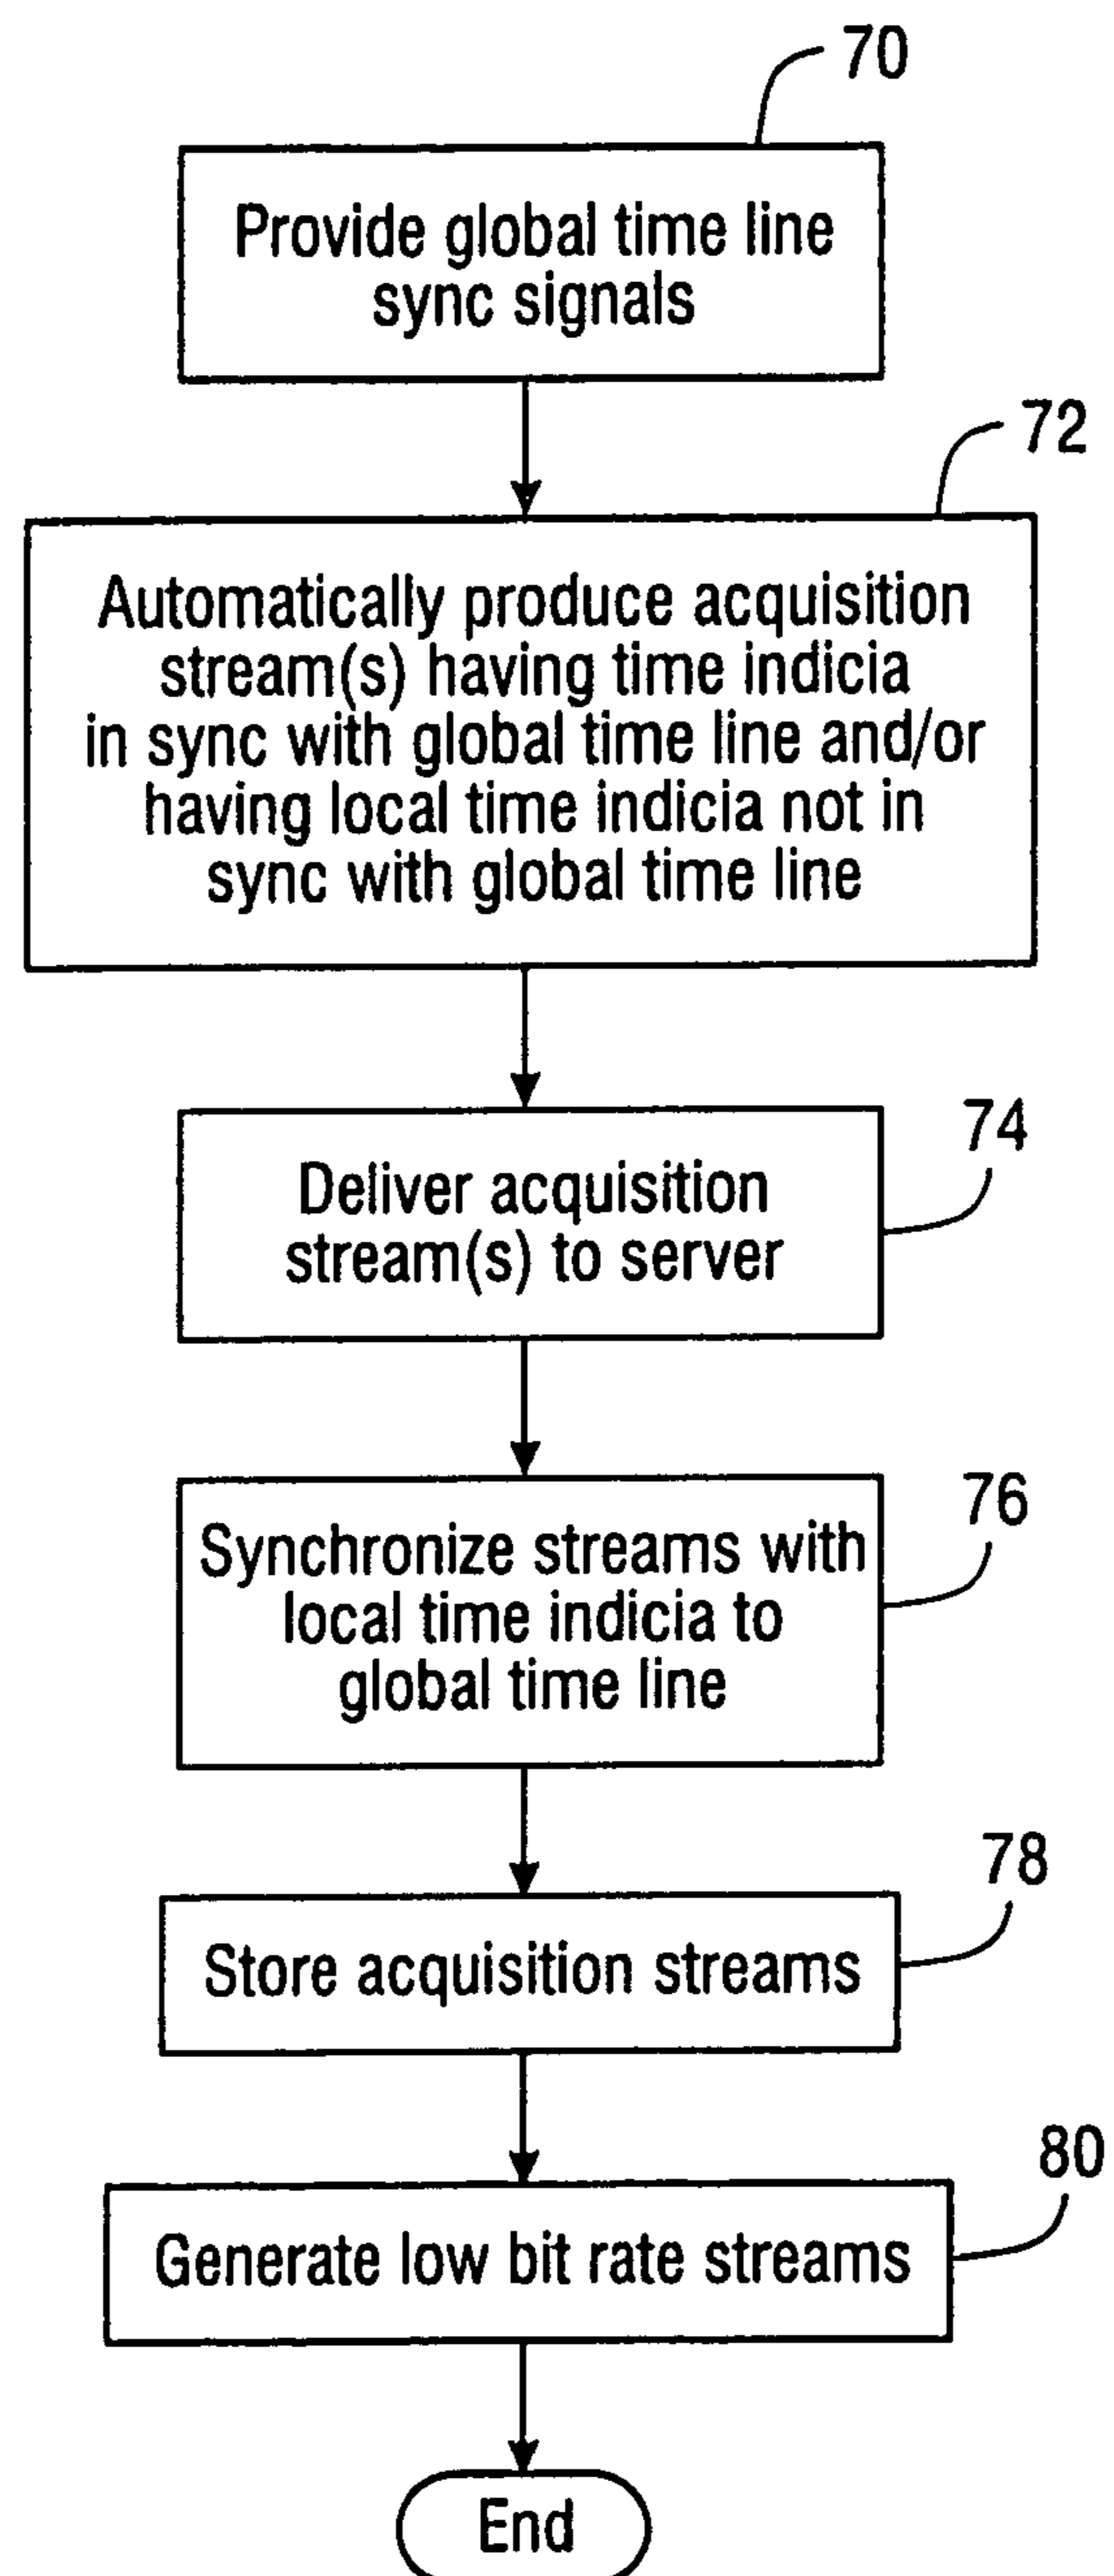 70
Provide global time line
sync signals
72
Automatically produce acquisition
stream(s) having time indicia
in sync with global time line and/or
having local time indicia not in
sync with global time line
74
Deliver acquisition
stream(s) to server
76
Synchronize streams with
local time indicia to
global time line
78
Store acquisition streams
80
Generate low bit rate streams
End